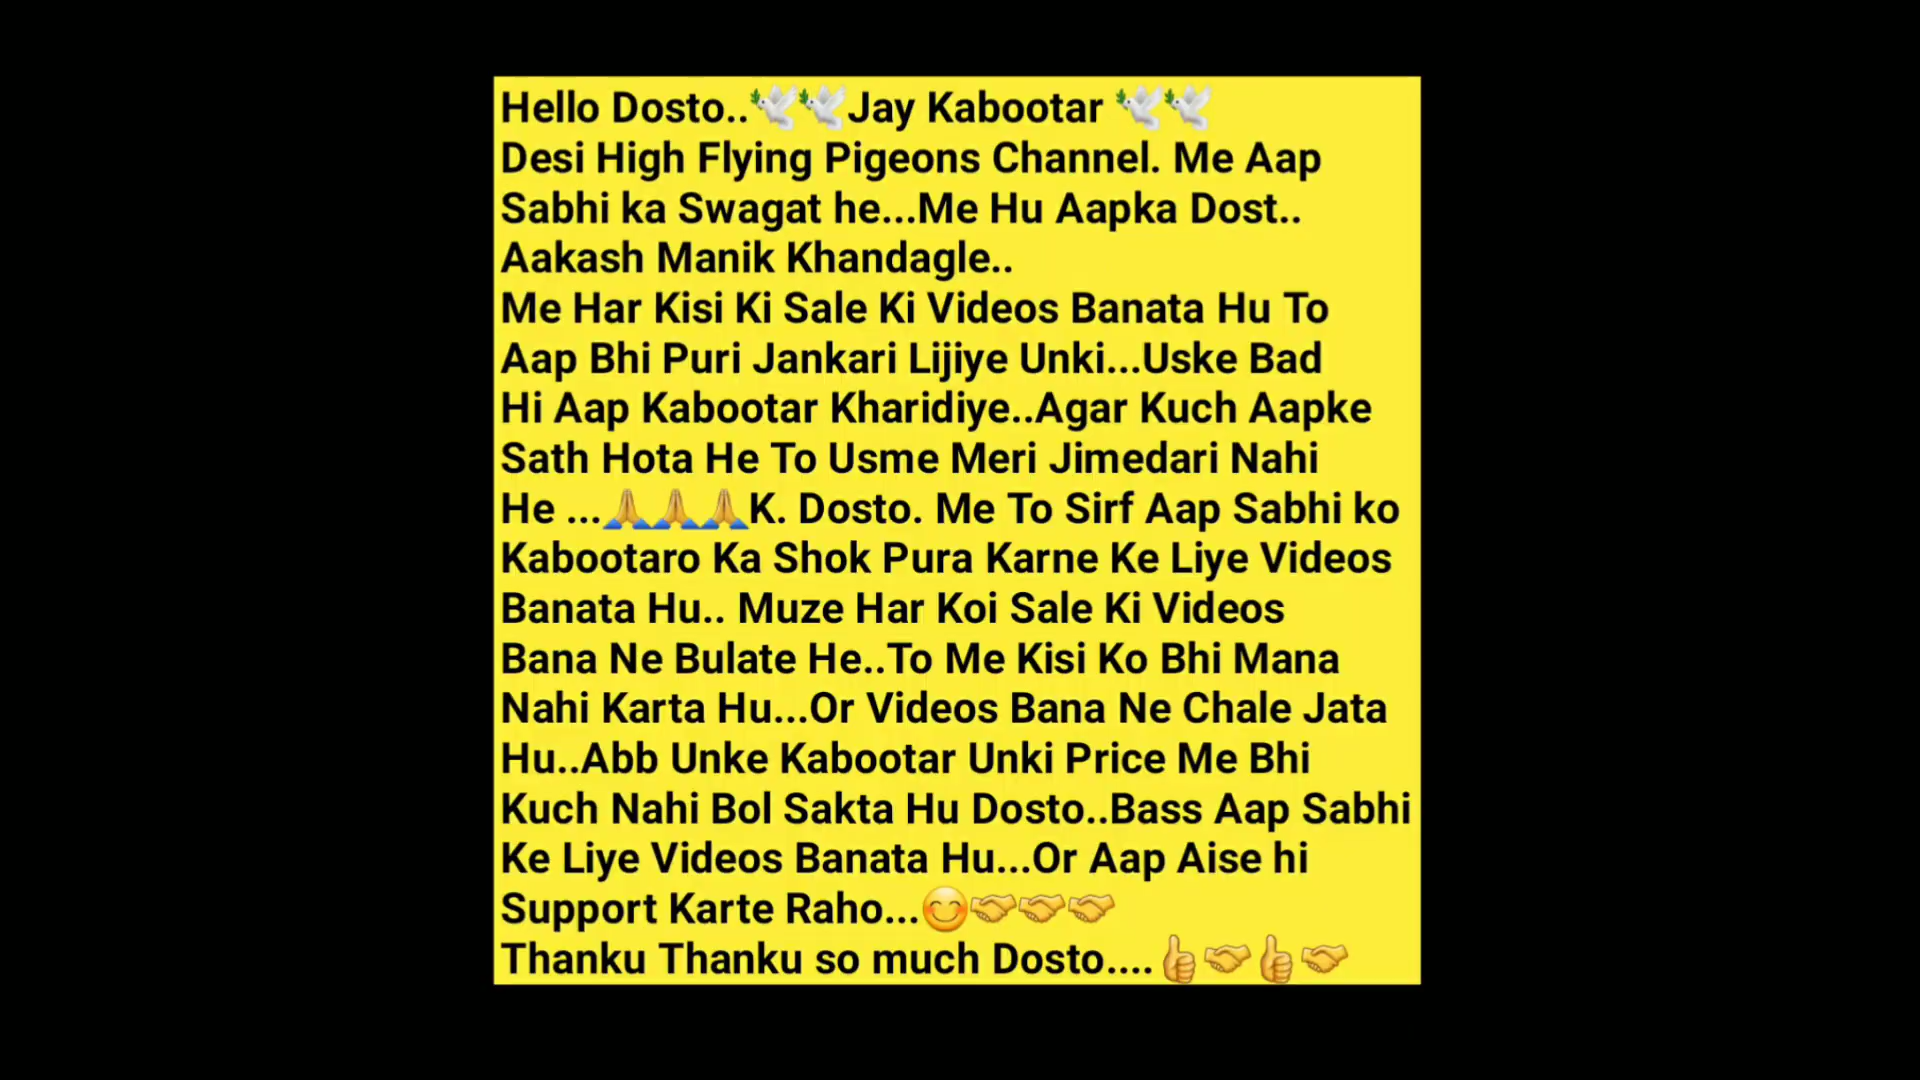 Hello Dosto..🕊️🕊️Jay Kabootar 🕊️🕊️
Desi High Flying Pigeons Channel. Me Aap
Sabhi ka Swagat he...Me Hu Aapka Dost..
Aakash Manik Khandagle..
Me Har Kisi Ki Sale Ki Videos Banata Hu To
Aap Bhi Puri Jankari Lijiye Unki...Uske Bad
Hi Aap Kabootar Kharidiye..Agar Kuch Aapke
Sath Hota He To Usme Meri Jimedari Nahi
He ...🙏🙏🙏K. Dosto. Me To Sirf Aap Sabhi ko
Kabootaro Ka Shok Pura Karne Ke Liye Videos
Banata Hu.. Muze Har Koi Sale Ki Videos
Bana Ne Bulate He..To Me Kisi Ko Bhi Mana
Nahi Karta Hu...Or Videos Bana Ne Chale Jata
Hu..Abb Unke Kabootar Unki Price Me Bhi
Kuch Nahi Bol Sakta Hu Dosto..Bass Aap Sabhi
Ke Liye Videos Banata Hu...Or Aap Aise hi
Support Karte Raho...😊🤝🤝🤝
Thanku Thanku so much Dosto....👍🤝👍🤝